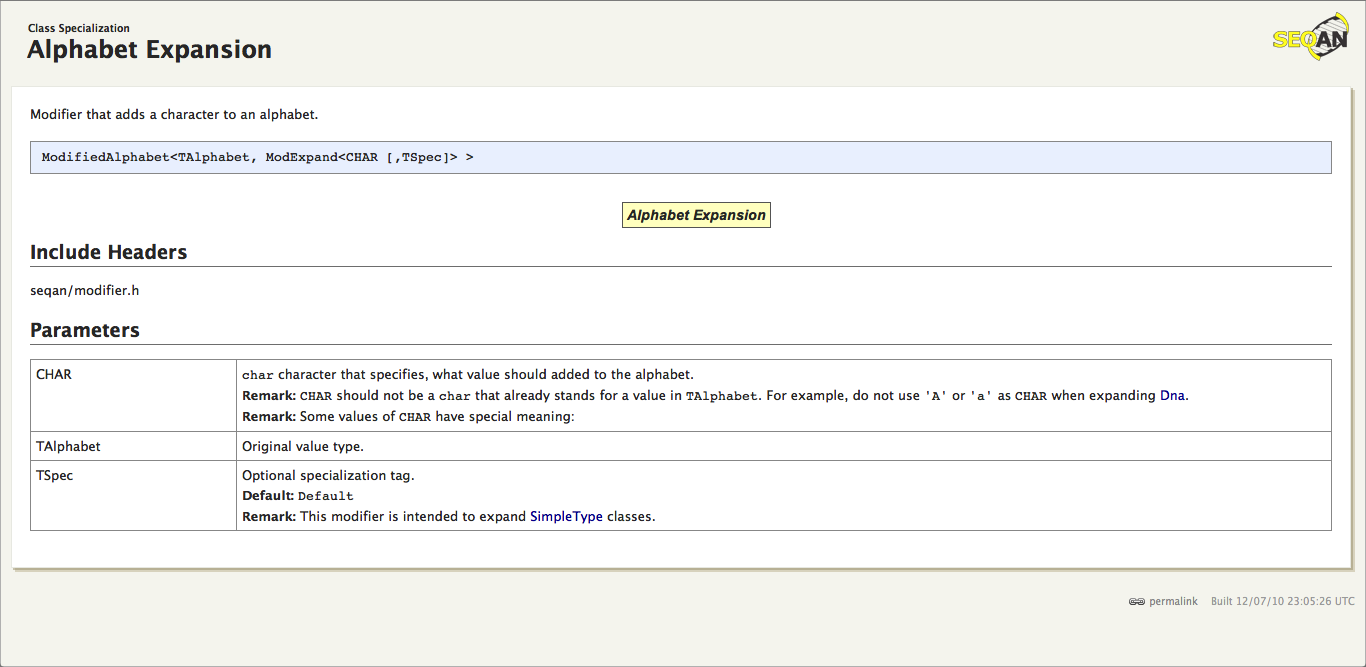 Class Specialization
Alphabet Expansion
SEQAN
Modifier that adds a character to an alphabet.
ModifiedAlphabet<TAlphabet, ModExpand<CHAR [,TSpec]> >
Alphabet Expansion
Include Headers
seqan/modifier.h
Parameters
CHAR
char character that specifies, what value should added to the alphabet.
Remark: CHAR should not be a char that already stands for a value in TAlphabet. For example, do not use 'A' or 'a' as CHAR when expanding Dna.
Remark: Some values of CHAR have special meaning:
TAlphabet
Original value type.
TSpec
Optional specialization tag.
Default: Default
Remark: This modifier is intended to expand SimpleType classes.
permalink Built 12/07/10 23:05:26 UTC